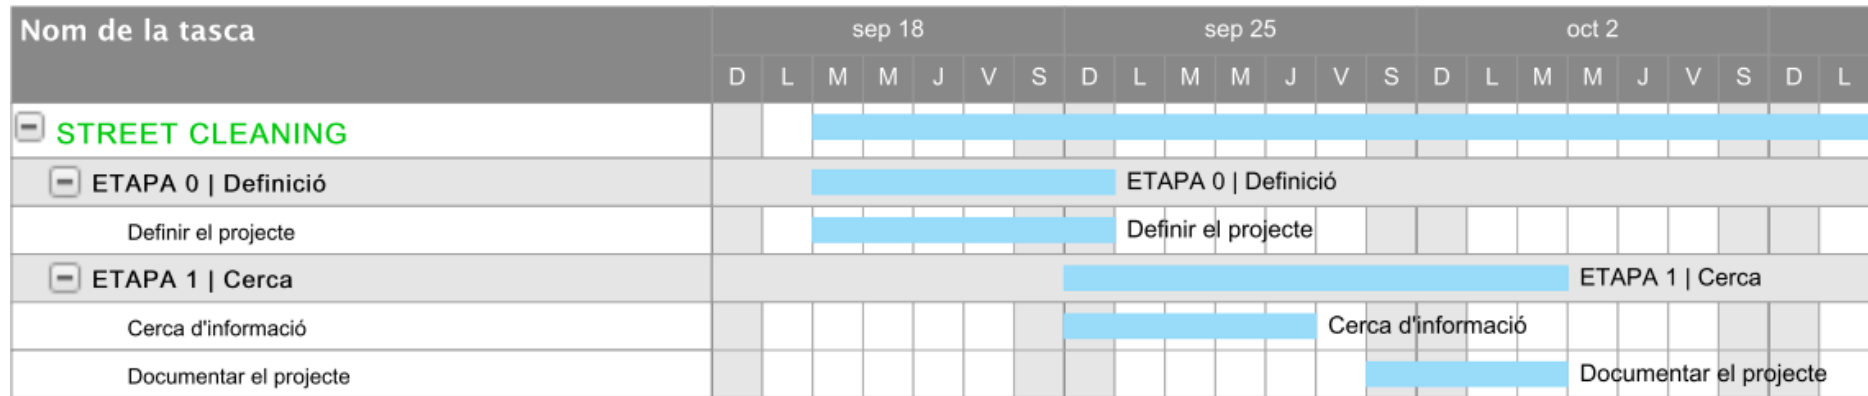 Nom de la tasca sep 18 sep 25 oct 2
D L M M J V S D L M M J V S D L M M J V S D L
STREET CLEANING
ETAPA 0 | Definició ETAPA 0 | Definició
Definir el projecte Definir el projecte
ETAPA 1 | Cerca ETAPA 1 | Cerca
Cerca d'informació Cerca d'informació
Documentar el projecte Documentar el projecte